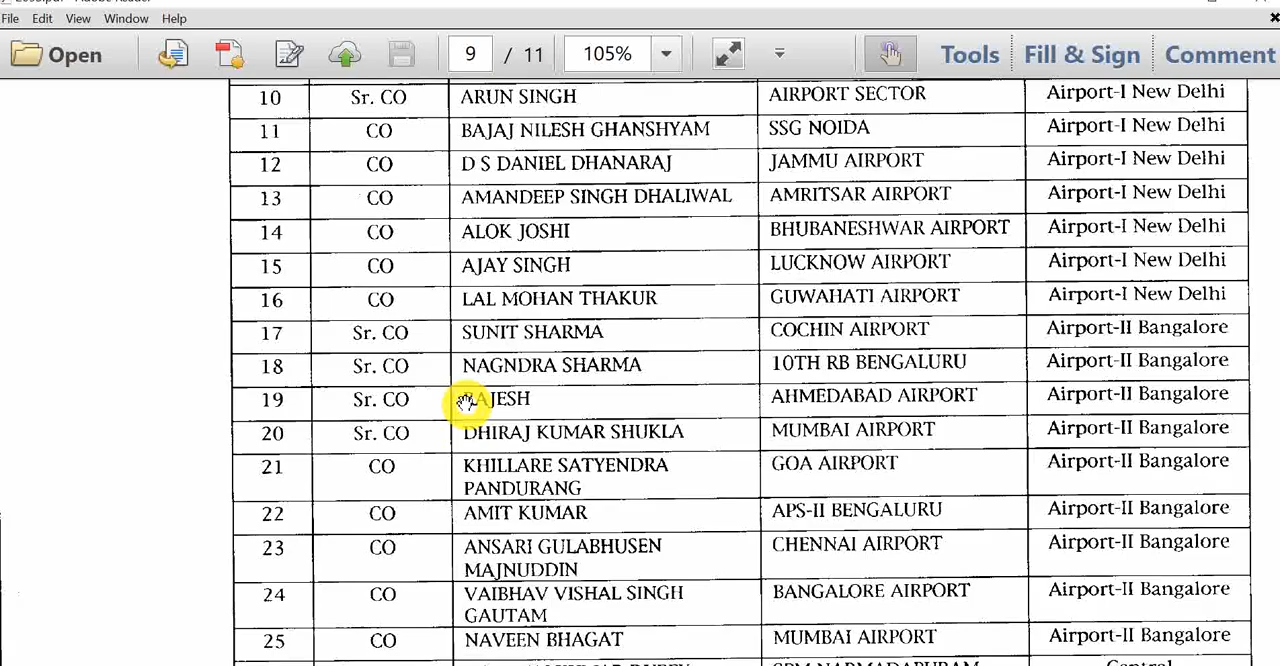 File Edit View Window Help
Open 9 / 11 105% Tools Fill & Sign Comment
10 Sr. CO ARUN SINGH AIRPORT SECTOR Airport-I New Delhi
11 CO BAJAJ NILESH GHANSHYAM SSG NOIDA Airport-I New Delhi
12 CO D S DANIEL DHANARAJ JAMMU AIRPORT Airport-I New Delhi
13 CO AMANDEEP SINGH DHALIWAL AMRITSAR AIRPORT Airport-I New Delhi
14 CO ALOK JOSHI BHUBANESHWAR AIRPORT Airport-I New Delhi
15 CO AJAY SINGH LUCKNOW AIRPORT Airport-I New Delhi
16 CO LAL MOHAN THAKUR GUWAHATI AIRPORT Airport-I New Delhi
17 Sr. CO SUNIT SHARMA COCHIN AIRPORT Airport-II Bangalore
18 Sr. CO NAGNDRA SHARMA 10TH RB BENGALURU Airport-II Bangalore
19 Sr. CO RAJESH AHMEDABAD AIRPORT Airport-II Bangalore
20 Sr. CO DHIRAJ KUMAR SHUKLA MUMBAI AIRPORT Airport-II Bangalore
21 CO KHILLARE SATYENDRA GOA AIRPORT Airport-II Bangalore
PANDURANG
22 CO AMIT KUMAR APS-II BENGALURU Airport-II Bangalore
23 CO ANSARI GULABHUSEN CHENNAI AIRPORT Airport-II Bangalore
MAJNUDDIN
24 CO VAIBHAV VISHAL SINGH BANGALORE AIRPORT Airport-II Bangalore
GAUTAM
25 CO NAVEEN BHAGAT MUMBAI AIRPORT Airport-II Bangalore